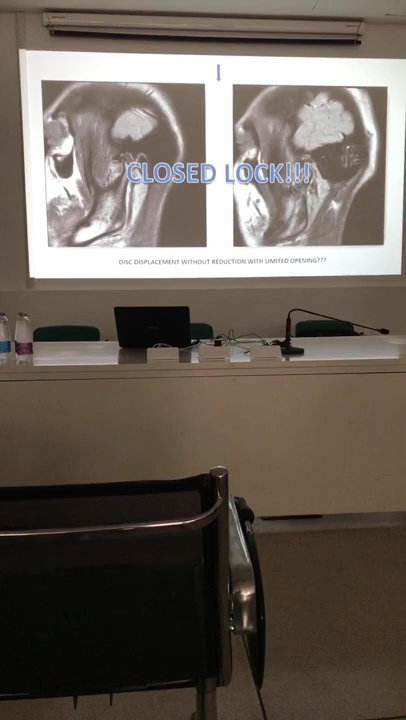 CLOSED LOCK!!!
DISC DISPLACEMENT WITHOUT REDUCTION WITH LIMITED OPENING???